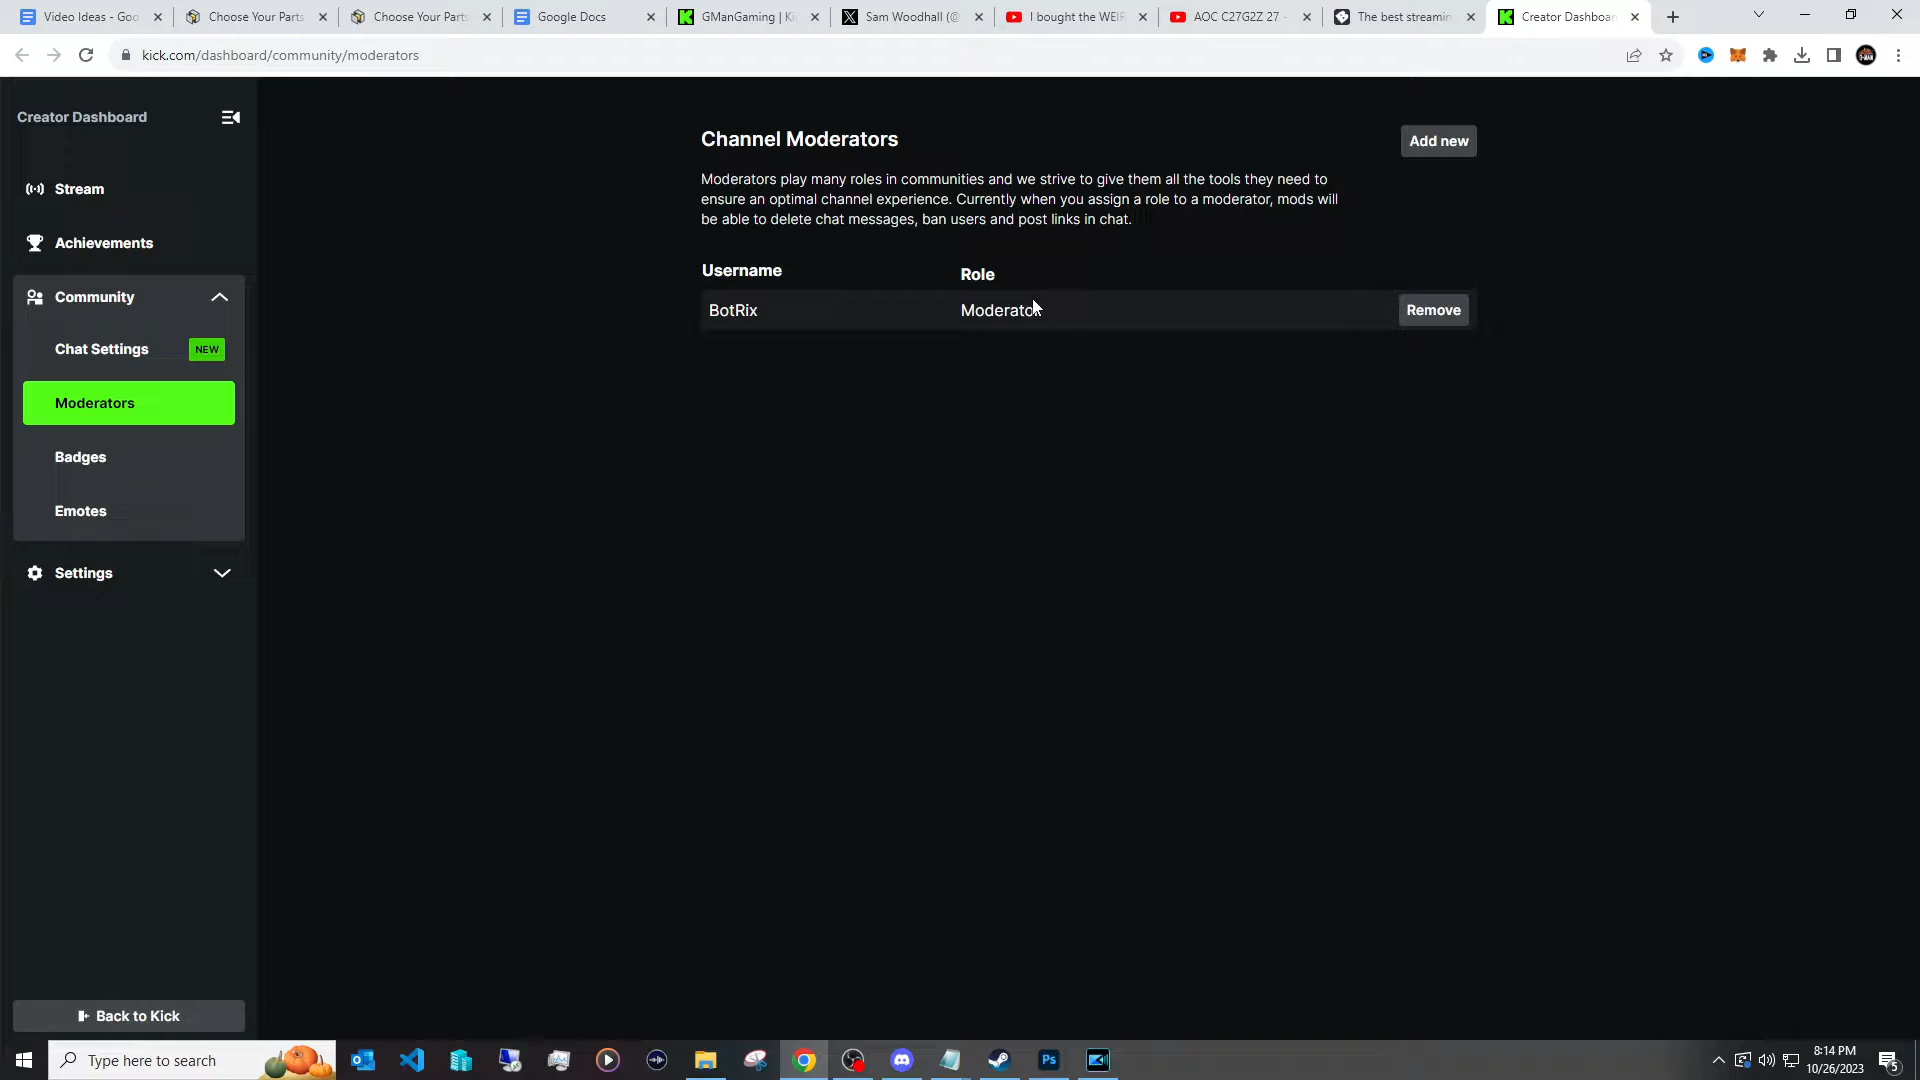 Video Ideas - Goo
Choose Your Parts
Choose Your Parts
Google Docs
GManGaming | Ki
Sam Woodhall (@
I bought the WEIR
AOC C27G2Z 27 -
The best streamin
Creator Dashboar
kick.com/dashboard/community/moderators
Creator Dashboard
Stream
Achievements
Community
Chat Settings NEW
Moderators
Badges
Emotes
Settings
Back to Kick
Channel Moderators
Add new
Moderators play many roles in communities and we strive to give them all the tools they need to
ensure an optimal channel experience. Currently when you assign a role to a moderator, mods will
be able to delete chat messages, ban users and post links in chat.
Username Role
BotRix Moderator Remove
Type here to search
8:14 PM
10/26/2023
5